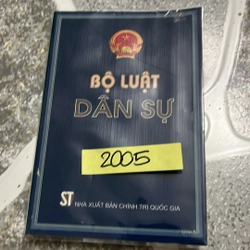 BỘ LUẬT
DÂN SỰ
2005
ST NHÀ XUẤT BẢN CHÍNH TRỊ QUỐC GIA